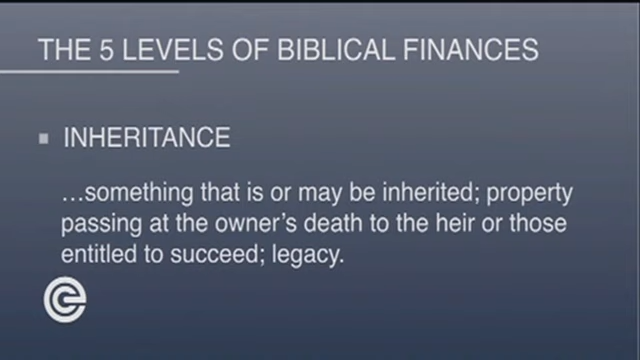 THE 5 LEVELS OF BIBLICAL FINANCES
INHERITANCE
…something that is or may be inherited; property
passing at the owner’s death to the heir or those
entitled to succeed; legacy.